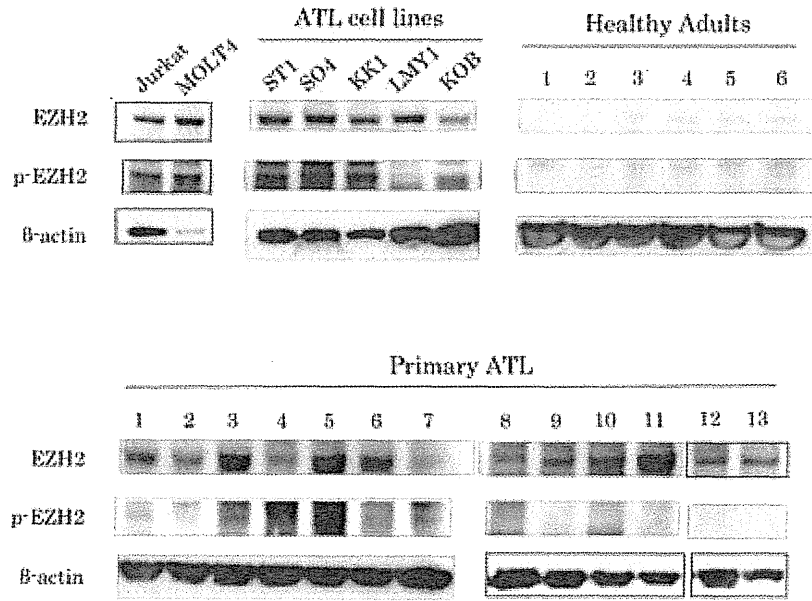 ATL cell lines
Healthy Adults
Jurkat MOLT4 ST1 SO4 KK1 LMY1 KOB 1 2 3 4 5 6
EZH2
p-EZH2
β-actin
Primary ATL
1 2 3 4 5 6 7 8 9 10 11 12 13
EZH2
p-EZH2
β-actin